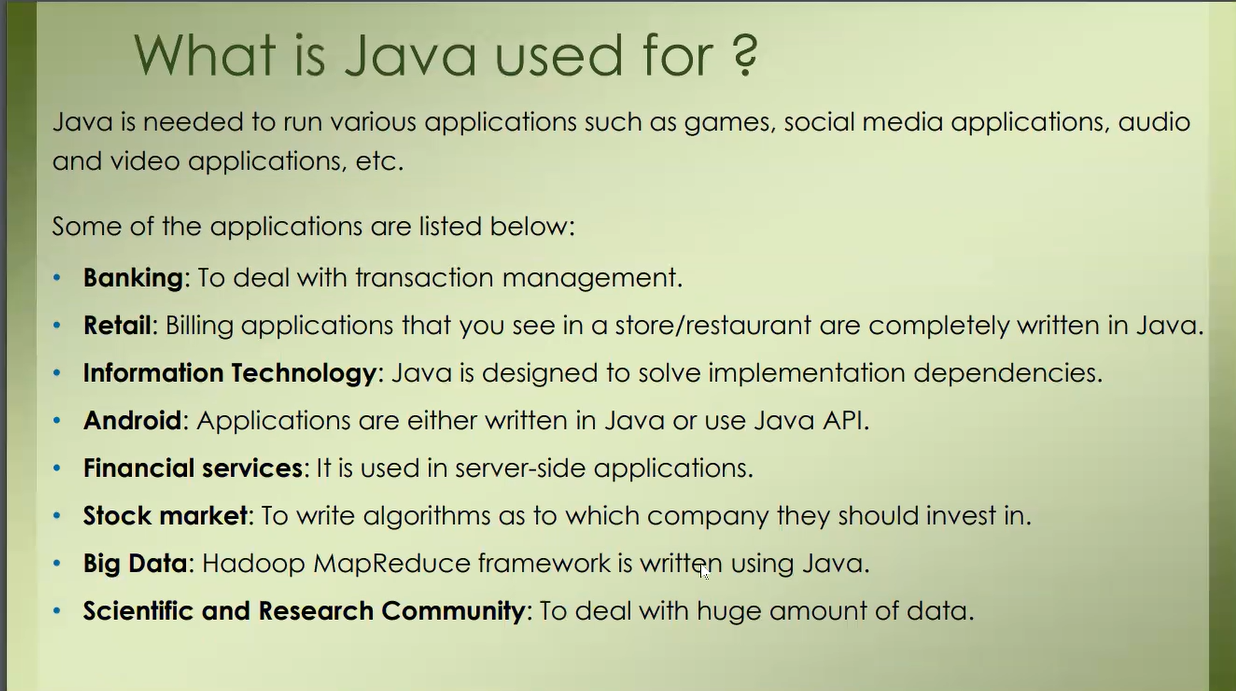 What is Java used for ?
Java is needed to run various applications such as games, social media applications, audio
and video applications, etc.
Some of the applications are listed below:
• Banking: To deal with transaction management.
• Retail: Billing applications that you see in a store/restaurant are completely written in Java.
• Information Technology: Java is designed to solve implementation dependencies.
• Android: Applications are either written in Java or use Java API.
• Financial services: It is used in server-side applications.
• Stock market: To write algorithms as to which company they should invest in.
• Big Data: Hadoop MapReduce framework is written using Java.
• Scientific and Research Community: To deal with huge amount of data.